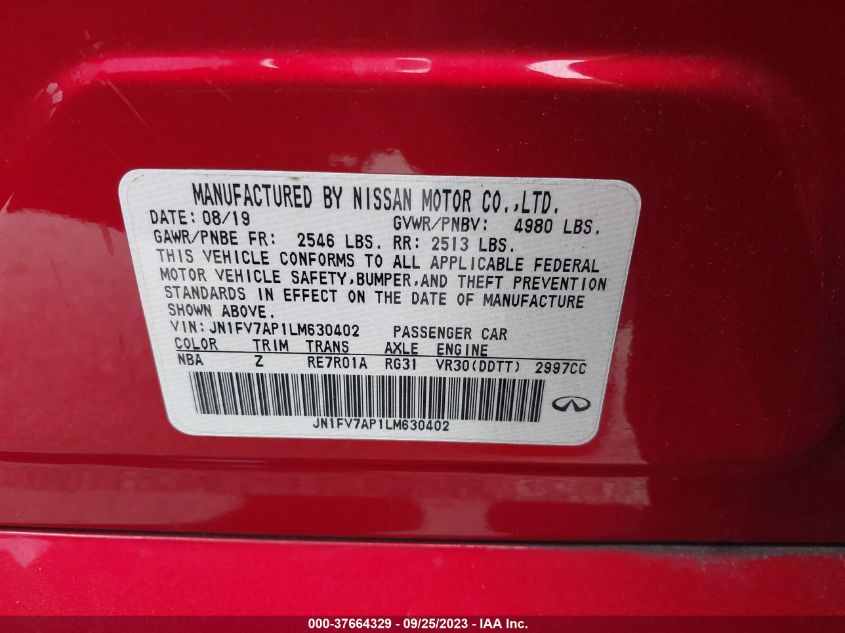 MANUFACTURED BY NISSAN MOTOR CO.,LTD.
DATE: 08/19 GVWR/PNBV: 4980 LBS.
GAWR/PNBE FR: 2546 LBS. RR: 2513 LBS.
THIS VEHICLE CONFORMS TO ALL APPLICABLE FEDERAL
MOTOR VEHICLE SAFETY,BUMPER,AND THEFT PREVENTION
STANDARDS IN EFFECT ON THE DATE OF MANUFACTURE
SHOWN ABOVE.
VIN: JN1FV7AP1LM630402 PASSENGER CAR
COLOR TRIM TRANS AXLE ENGINE
NBA Z RE7R01A RG31 VR30(DDTT) 2997CC
JN1FV7AP1LM630402
000-37664329 - 09/25/2023 - IAA Inc.